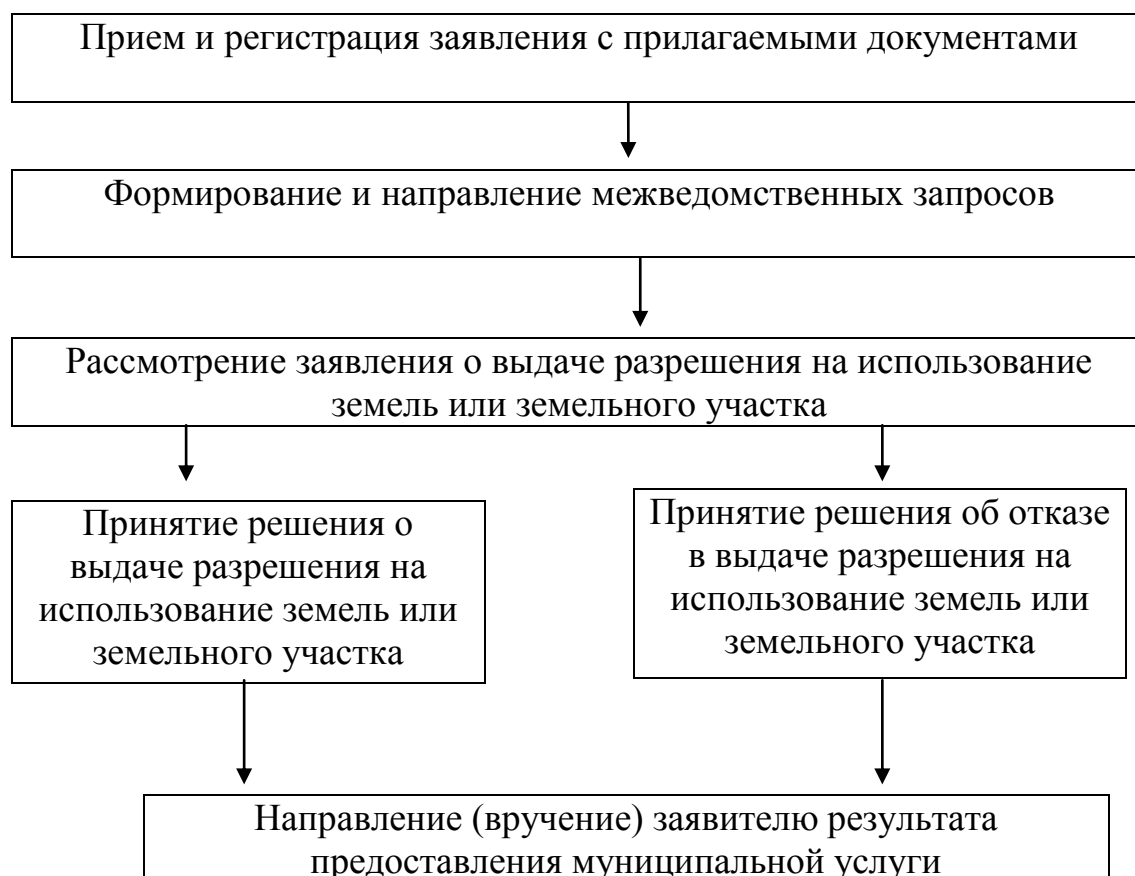 Прием и регистрация заявления с прилагаемыми документами
Формирование и направление межведомственных запросов
Рассмотрение заявления о выдаче разрешения на использование
земель или земельного участка
Принятие решения о
выдаче разрешения на
использование земель или
земельного участка
Принятие решения об отказе
в выдаче разрешения на
использование земель или
земельного участка
Направление (вручение) заявителю результата
предоставления муниципальной услуги